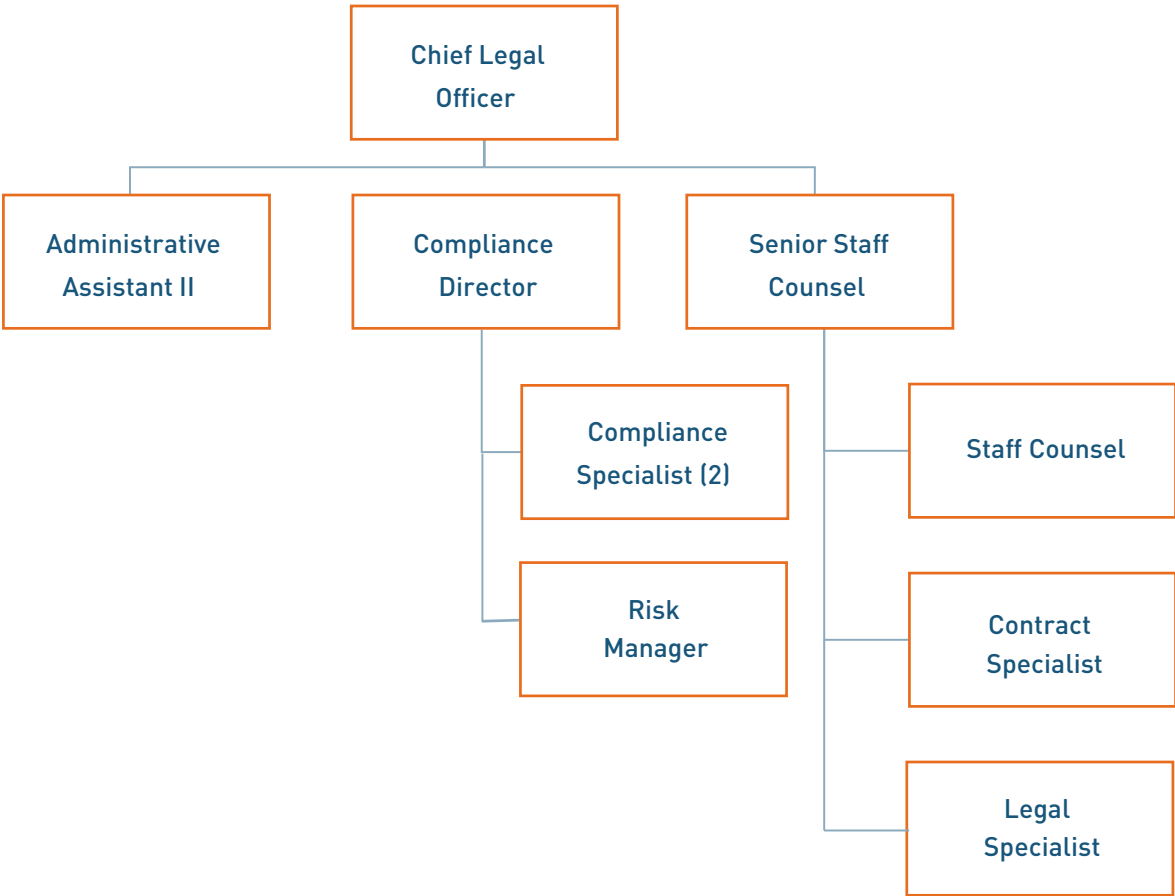 Chief Legal
Officer
Administrative
Assistant II
Compliance
Director
Senior Staff
Counsel
Compliance
Specialist (2)
Risk
Manager
Staff Counsel
Contract
Specialist
Legal
Specialist